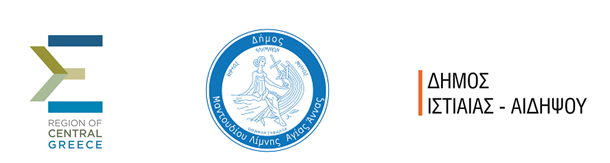 REGION OF
CENTRAL
GREECE
Δήμος
Μαντουδίου Λίμνης Αγίας Άννας
ΔΗΜΟΣ
ΙΣΤΙΑΙΑΣ - ΑΙΔΗΨΟΥ